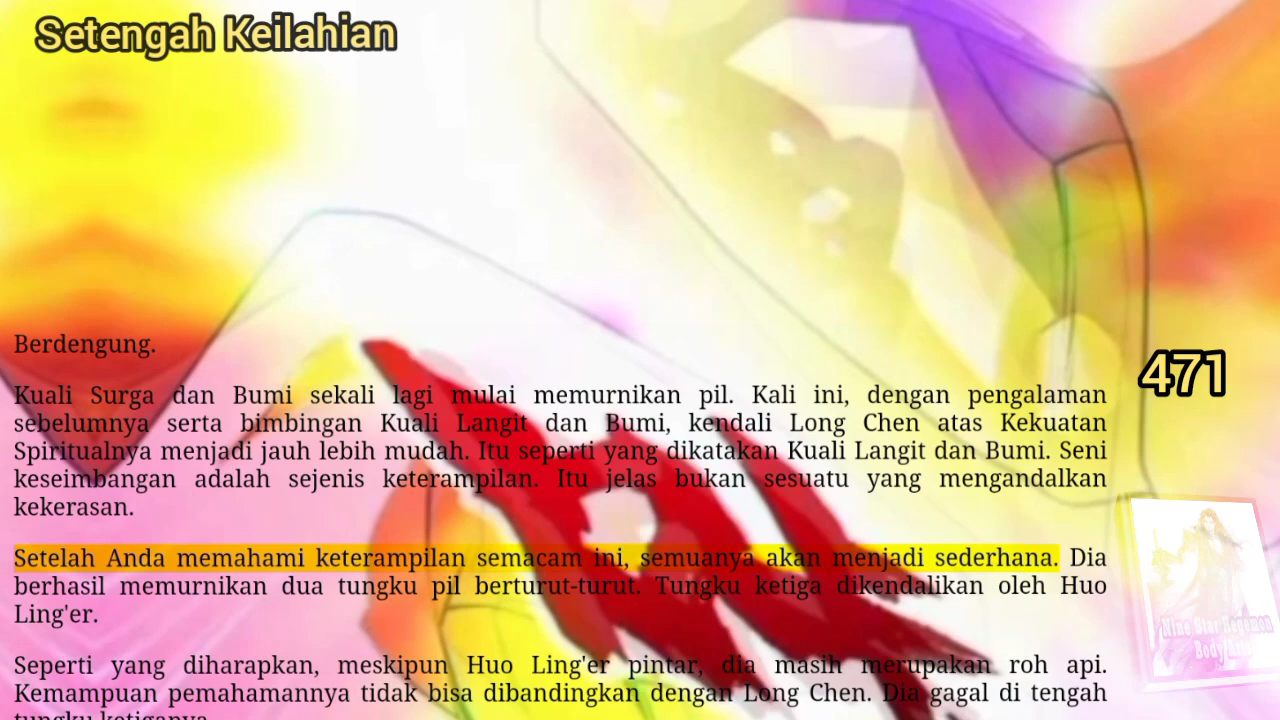 Setengah Keilahian
Berdengung.
Kuali Surga dan Bumi sekali lagi mulai memurnikan pil. Kali ini, dengan pengalaman
sebelumnya serta bimbingan Kuali Langit dan Bumi, kendali Long Chen atas Kekuatan
Spiritualnya menjadi jauh lebih mudah. Itu seperti yang dikatakan Kuali Langit dan Bumi. Seni
keseimbangan adalah sejenis keterampilan. Itu jelas bukan sesuatu yang mengandalkan
kekerasan.
471
Setelah Anda memahami keterampilan semacam ini, semuanya akan menjadi sederhana. Dia
berhasil memurnikan dua tungku pil berturut-turut. Tungku ketiga dikendalikan oleh Huo
Ling'er.
Nine Star Hegemon
Body
Seperti yang diharapkan, meskipun Huo Ling'er pintar, dia masih merupakan roh api.
Kemampuan pemahamannya tidak bisa dibandingkan dengan Long Chen. Dia gagal di tengah
tungku ketiganya